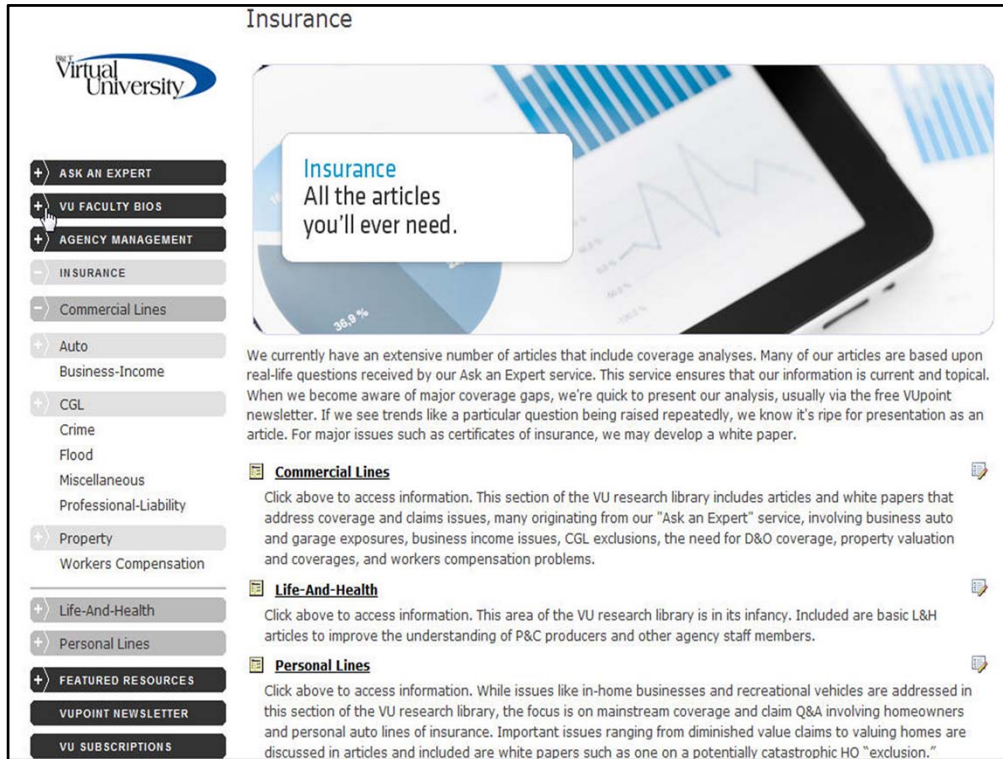 Insurance
Virtual
University
ASK AN EXPERT
VU FACULTY BIOS
AGENCY MANAGEMENT
INSURANCE
Commercial Lines
Auto
Business-Income
CGL
Crime
Flood
Miscellaneous
Professional-Liability
Property
Workers Compensation
Life-And-Health
Personal Lines
FEATURED RESOURCES
VUPOINT NEWSLETTER
VU SUBSCRIPTIONS
Insurance
All the articles
you'll ever need.
36,9 %
We currently have an extensive number of articles that include coverage analyses. Many of our articles are based upon
real-life questions received by our Ask an Expert service. This service ensures that our information is current and topical.
When we become aware of major coverage gaps, we're quick to present our analysis, usually via the free VUpoint
newsletter. If we see trends like a particular question being raised repeatedly, we know it's ripe for presentation as an
article. For major issues such as certificates of insurance, we may develop a white paper.
Commercial Lines
Click above to access information. This section of the VU research library includes articles and white papers that
address coverage and claims issues, many originating from our "Ask an Expert" service, involving business auto
and garage exposures, business income issues, CGL exclusions, the need for D&O coverage, property valuation
and coverages, and workers compensation problems.
Life-And-Health
Click above to access information. This area of the VU research library is in its infancy. Included are basic L&H
articles to improve the understanding of P&C producers and other agency staff members.
Personal Lines
Click above to access information. While issues like in-home businesses and recreational vehicles are addressed in
this section of the VU research library, the focus is on mainstream coverage and claim Q&A involving homeowners
and personal auto lines of insurance. Important issues ranging from diminished value claims to valuing homes are
discussed in articles and included are white papers such as one on a potentially catastrophic HO "exclusion."